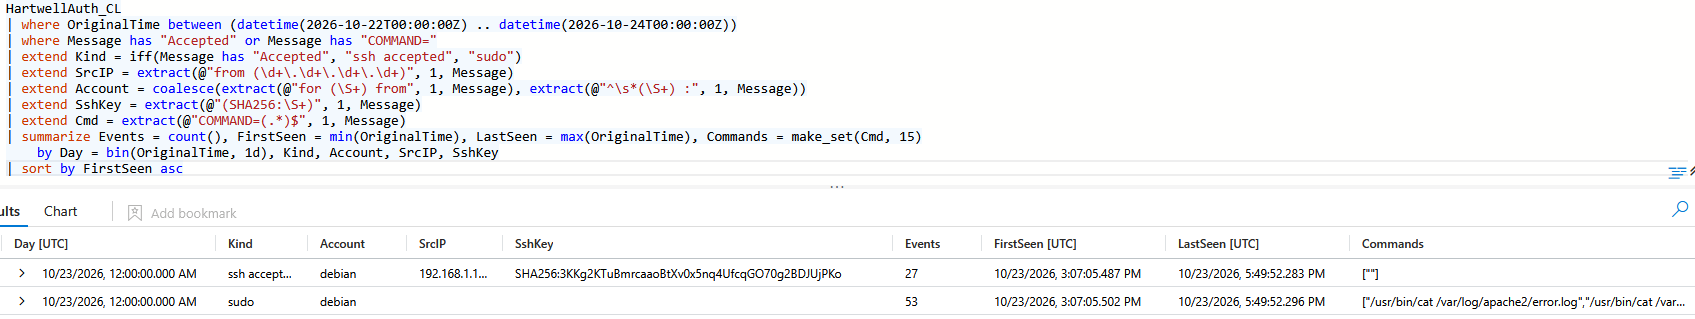 HartwellAuth_CL
| where OriginalTime between (datetime(2026-10-22T00:00:00Z) .. datetime(2026-10-24T00:00:00Z))
| where Message has "Accepted" or Message has "COMMAND="
| extend Kind = iff(Message has "Accepted", "ssh accepted", "sudo")
| extend SrcIP = extract(@"from (\d+\.\d+\.\d+\.\d+)", 1, Message)
| extend Account = coalesce(extract(@"for (\S+) from", 1, Message), extract(@"^\s*(\S+) :", 1, Message))
| extend SshKey = extract(@"(SHA256:\S+)", 1, Message)
| extend Cmd = extract(@"COMMAND=(.*)$", 1, Message)
| summarize Events = count(), FirstSeen = min(OriginalTime), LastSeen = max(OriginalTime), Commands = make_set(Cmd, 15)
by Day = bin(OriginalTime, 1d), Kind, Account, SrcIP, SshKey
| sort by FirstSeen asc
ults Chart Add bookmark
Day [UTC] Kind Account SrcIP SshKey Events FirstSeen [UTC] LastSeen [UTC] Commands
10/23/2026, 12:00:00.000 AM ssh accept... debian 192.168.1.1... SHA256:3KKg2KTuBmrcaaoBtXv0x5nq4UfcqGO70g2BDJUjPKo 27 10/23/2026, 3:07:05.487 PM 10/23/2026, 5:49:52.283 PM [""]
10/23/2026, 12:00:00.000 AM sudo debian 53 10/23/2026, 3:07:05.502 PM 10/23/2026, 5:49:52.296 PM ["/usr/bin/cat /var/log/apache2/error.log","/usr/bin/cat /var...